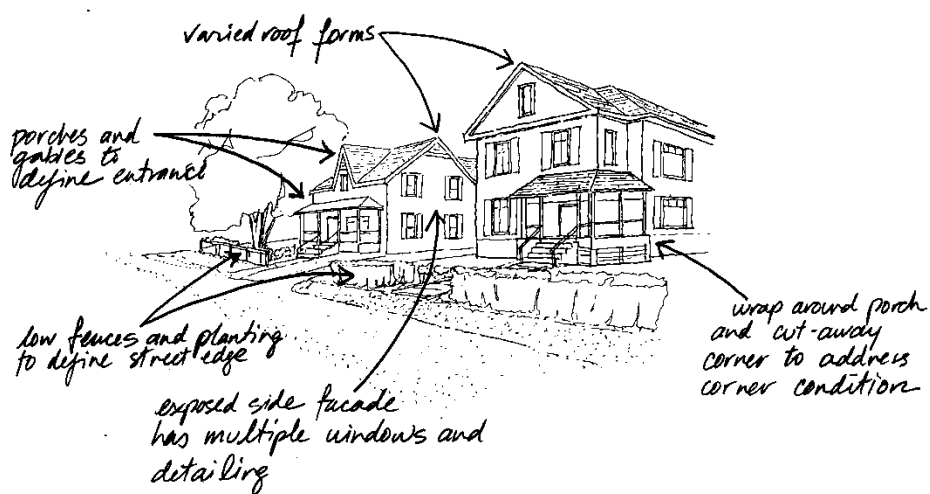 varied roof forms
porches and
gables to
define entrance
low fences and planting
to define street edge
exposed side facade
has multiple windows and
detailing
wrap around porch
and cut-away
corner to address
corner condition